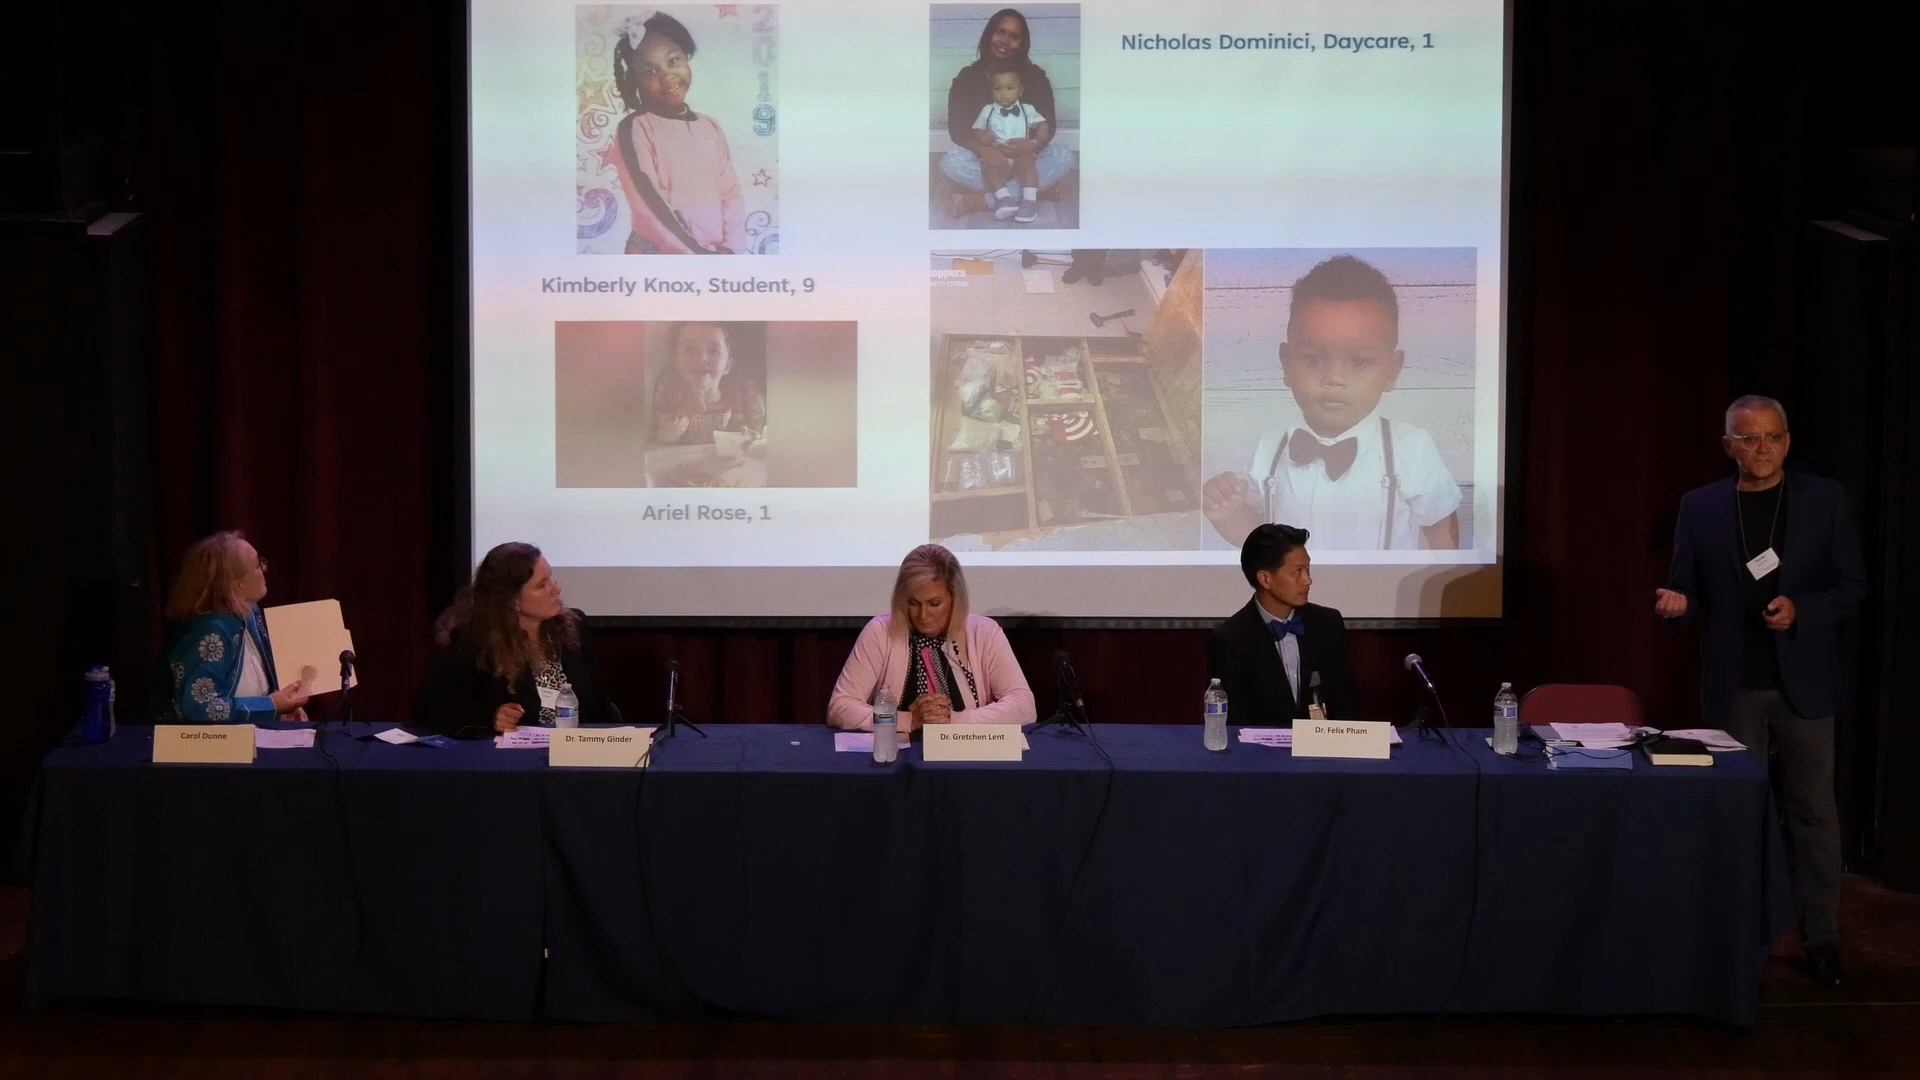 2019
Nicholas Dominici, Daycare, 1
Kimberly Knox, Student, 9
oppers
Ariel Rose, 1
Carol Dunne
Dr. Tammy Ginder
Dr. Gretchen Lent
Dr. Felix Pham